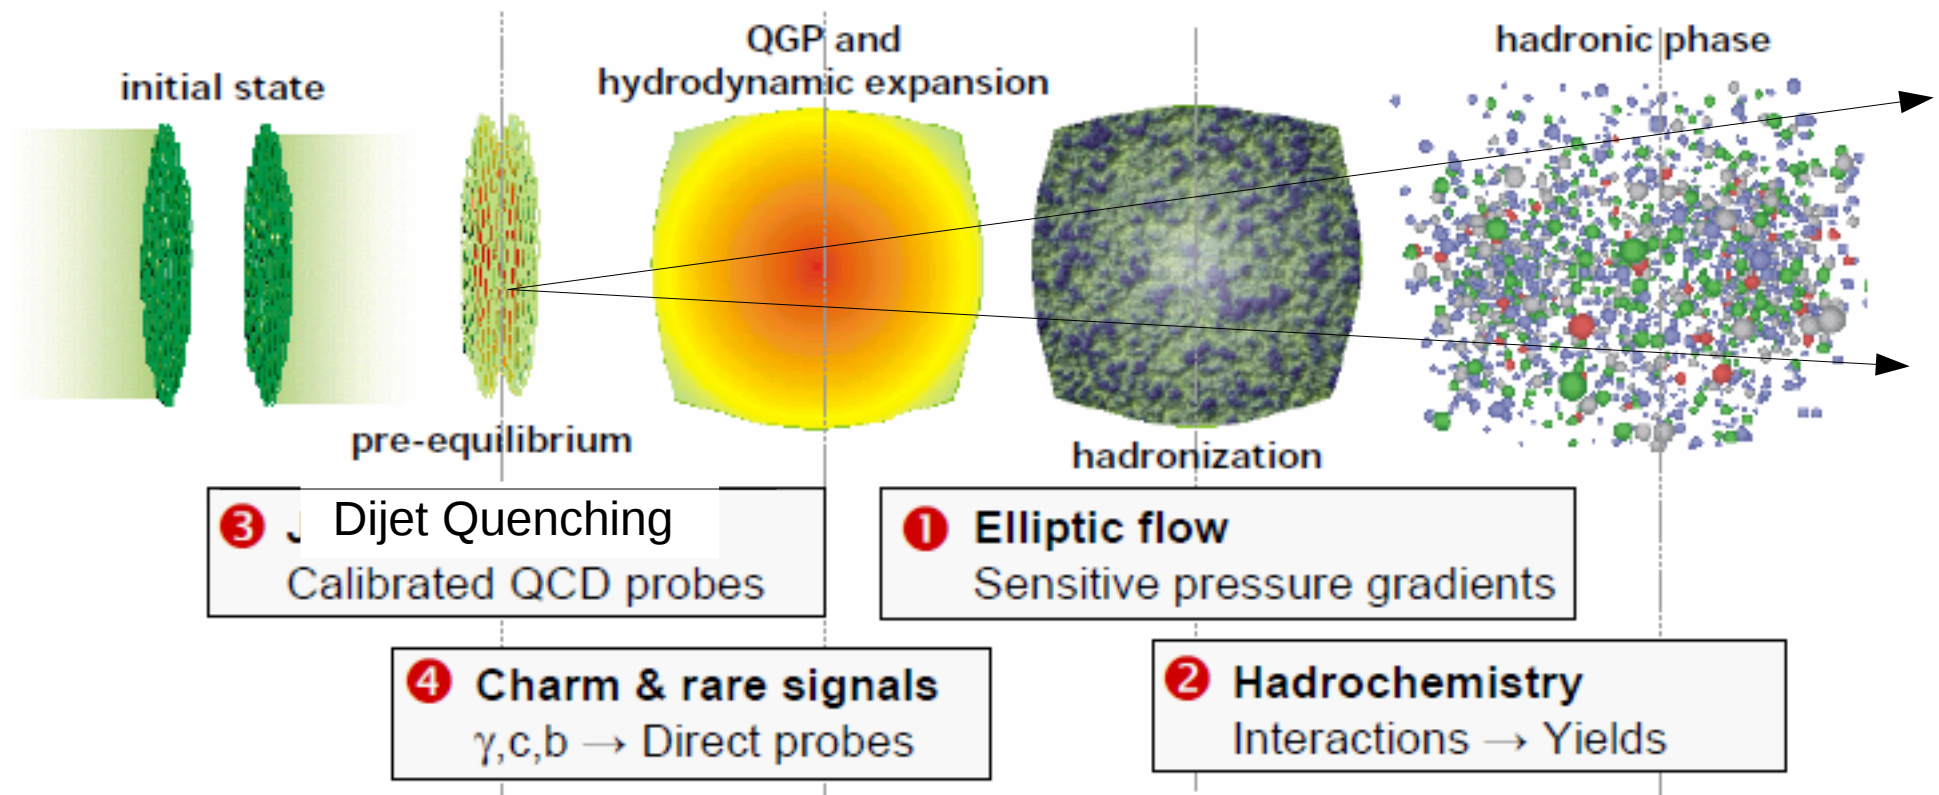 QGP and
hydrodynamic expansion
hadronic phase
initial state
pre-equilibrium
hadronization
3 Dijet Quenching
Calibrated QCD probes
1 Elliptic flow
Sensitive pressure gradients
4 Charm & rare signals
γ,c,b → Direct probes
2 Hadrochemistry
Interactions → Yields